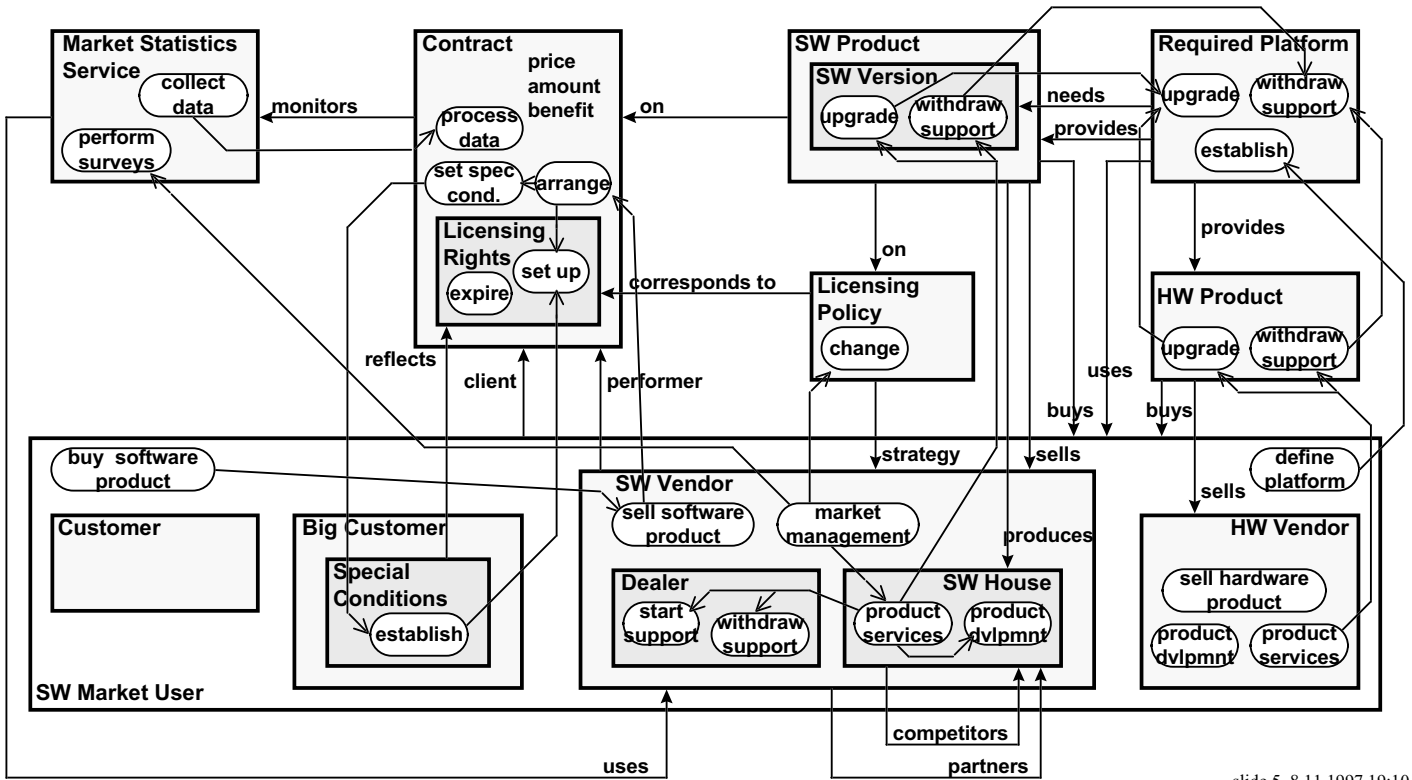 Market Statistics
Service
collect
data
perform
surveys
monitors
Contract
price
amount
benefit
process
data
set spec
cond.
arrange
Licensing
Rights
set up
expire
on
SW Product
SW Version
upgrade
withdraw
support
needs
provides
Required Platform
upgrade
withdraw
support
establish
on
provides
corresponds to
Licensing
Policy
change
HW Product
upgrade
withdraw
support
reflects
client
performer
uses
buys
buys
strategy
sells
sells
buy software
product
define
platform
SW Vendor
sell software
product
market
management
produces
Customer
Big Customer
Special
Conditions
establish
Dealer
start
support
withdraw
support
SW House
product
services
product
dvlpmnt
HW Vendor
sell hardware
product
product
dvlpmnt
product
services
SW Market User
competitors
uses
partners